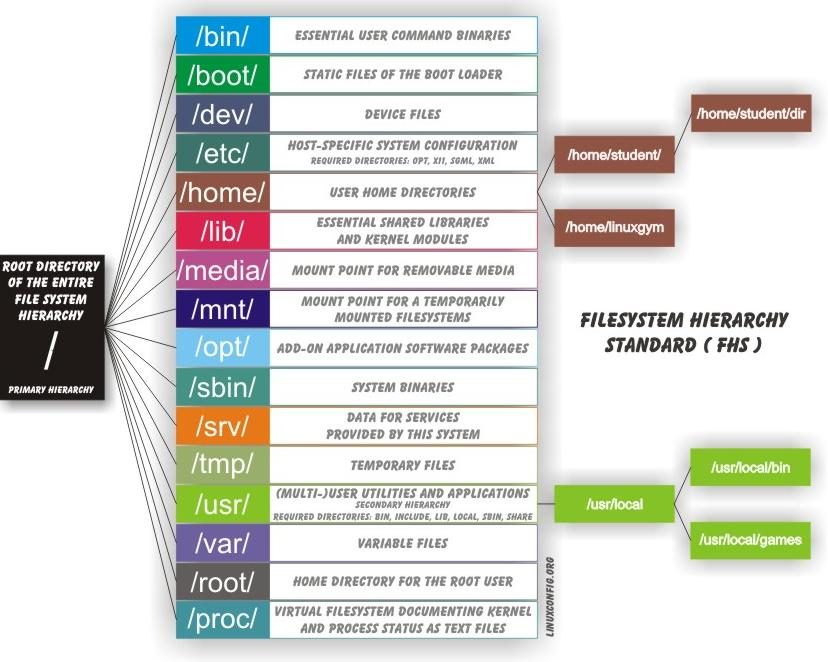 ROOT DIRECTORY
OF THE ENTIRE
FILE SYSTEM
HIERARCHY
/
PRIMARY HIERARCHY
/bin/
ESSENTIAL USER COMMAND BINARIES
/boot/
STATIC FILES OF THE BOOT LOADER
/dev/
DEVICE FILES
/etc/
HOST-SPECIFIC SYSTEM CONFIGURATION
REQUIRED DIRECTORIES: OPT, X11, SGML, XML
/home/
USER HOME DIRECTORIES
/home/student/
/home/student/dir
/home/linuxgym
/lib/
ESSENTIAL SHARED LIBRARIES
AND KERNEL MODULES
/media/
MOUNT POINT FOR REMOVABLE MEDIA
/mnt/
MOUNT POINT FOR A TEMPORARILY
MOUNTED FILESYSTEMS
/opt/
ADD-ON APPLICATION SOFTWARE PACKAGES
/sbin/
SYSTEM BINARIES
/srv/
DATA FOR SERVICES
PROVIDED BY THIS SYSTEM
/tmp/
TEMPORARY FILES
/usr/
(MULTI-)USER UTILITIES AND APPLICATIONS
SECONDARY HIERARCHY
REQUIRED DIRECTORIES: BIN, INCLUDE, LIB, LOCAL, SBIN, SHARE
/usr/local
/usr/local/bin
/usr/local/games
/var/
VARIABLE FILES
/root/
HOME DIRECTORY FOR THE ROOT USER
/proc/
VIRTUAL FILESYSTEM DOCUMENTING KERNEL
AND PROCESS STATUS AS TEXT FILES
FILESYSTEM HIERARCHY
STANDARD ( FHS )
LINUXCONFIG.ORG